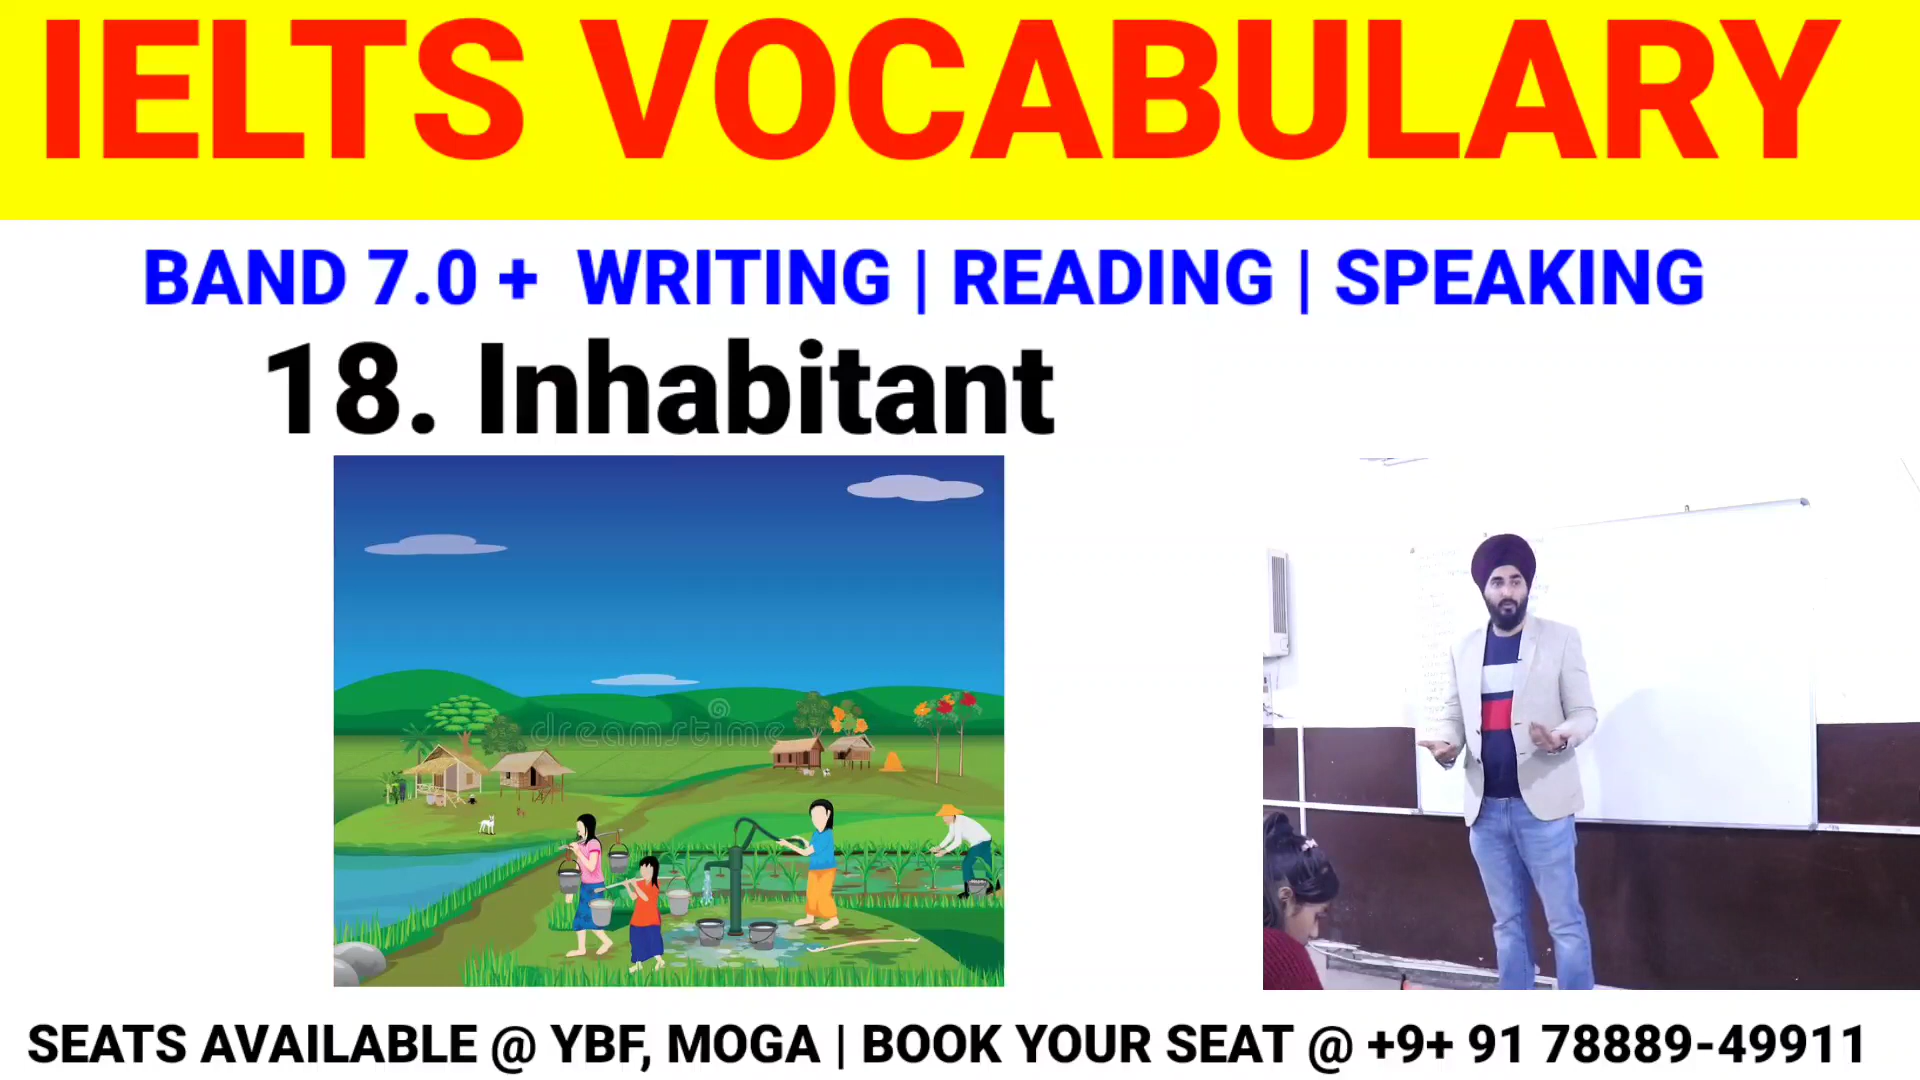 IELTS VOCABULARY
BAND 7.0 + WRITING | READING | SPEAKING
18. Inhabitant
dreamstime
SEATS AVAILABLE @ YBF, MOGA | BOOK YOUR SEAT @ +9+ 91 78889-49911